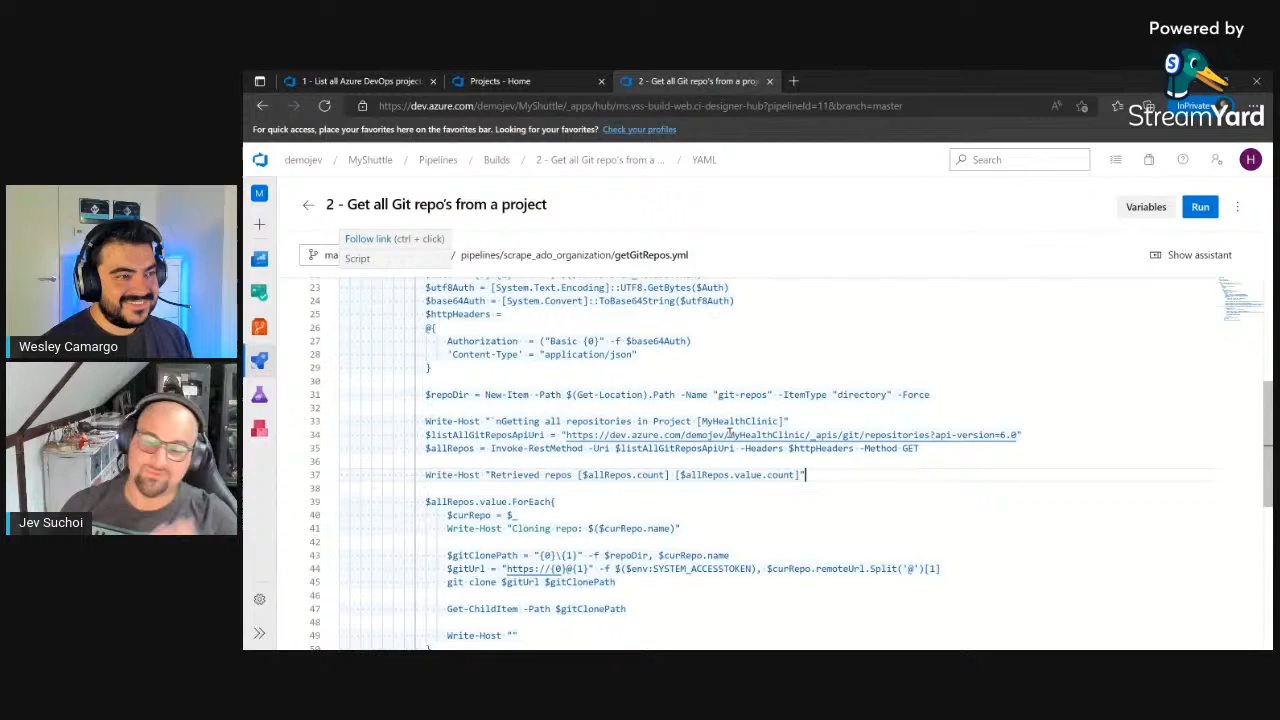 Powered by
StreamYard
1 - List all Azure DevOps project
Projects - Home
2 - Get all Git repo's from a proj
https://dev.azure.com/demojev/MyShuttle/_apps/hub/ms.vss-build-web.ci-designer-hub?pipelineId=11&branch=master
InPrivate
For quick access, place your favorites here on the favorites bar. Looking for your favorites? Check your profiles
demojev / MyShuttle / Pipelines / Builds / 2 - Get all Git repo's from a ... / YAML
Search
H
M
2 - Get all Git repo's from a project
Variables
Run
Follow link (ctrl + click)
Script
ma
/ pipelines/scrape_ado_organization/getGitRepos.yml
Show assistant
23 $utf8Auth = [System.Text.Encoding]::UTF8.GetBytes($Auth)
24 $base64Auth = [System.Convert]::ToBase64String($utf8Auth)
25 $httpHeaders =
26 @{
27 Authorization = ("Basic {0}" -f $base64Auth)
28 'Content-Type' = "application/json"
29 }
30
31 $repoDir = New-Item -Path $(Get-Location).Path -Name "git-repos" -ItemType "directory" -Force
32
33 Write-Host "`nGetting all repositories in Project [MyHealthClinic]"
34 $listAllGitReposApiUri = "https://dev.azure.com/demojev/MyHealthClinic/_apis/git/repositories?api-version=6.0"
35 $allRepos = Invoke-RestMethod -Uri $listAllGitReposApiUri -Headers $httpHeaders -Method GET
36
37 Write-Host "Retrieved repos [$allRepos.count] [$allRepos.value.count]"
38
39 $allRepos.value.ForEach{
40 $curRepo = $_
41 Write-Host "Cloning repo: $($curRepo.name)"
42
43 $gitClonePath = "{0}\{1}" -f $repoDir, $curRepo.name
44 $gitUrl = "https://{0}@{1}" -f $($env:SYSTEM_ACCESSTOKEN), $curRepo.remoteUrl.Split('@')[1]
45 git clone $gitUrl $gitClonePath
46
47 Get-ChildItem -Path $gitClonePath
48
49 Write-Host ""
Wesley Camargo
Jev Suchoi